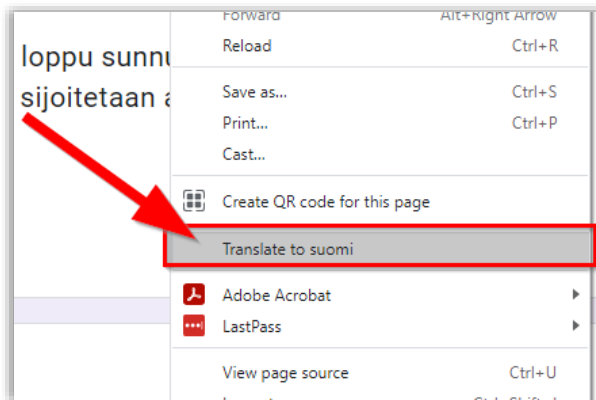 Forward Alt+Right Arrow
loppu sunnu
Reload Ctrl+R
sijoitetaan a
Save as... Ctrl+S
Print... Ctrl+P
Cast...
Create QR code for this page
Translate to suomi
Adobe Acrobat
LastPass
View page source Ctrl+U